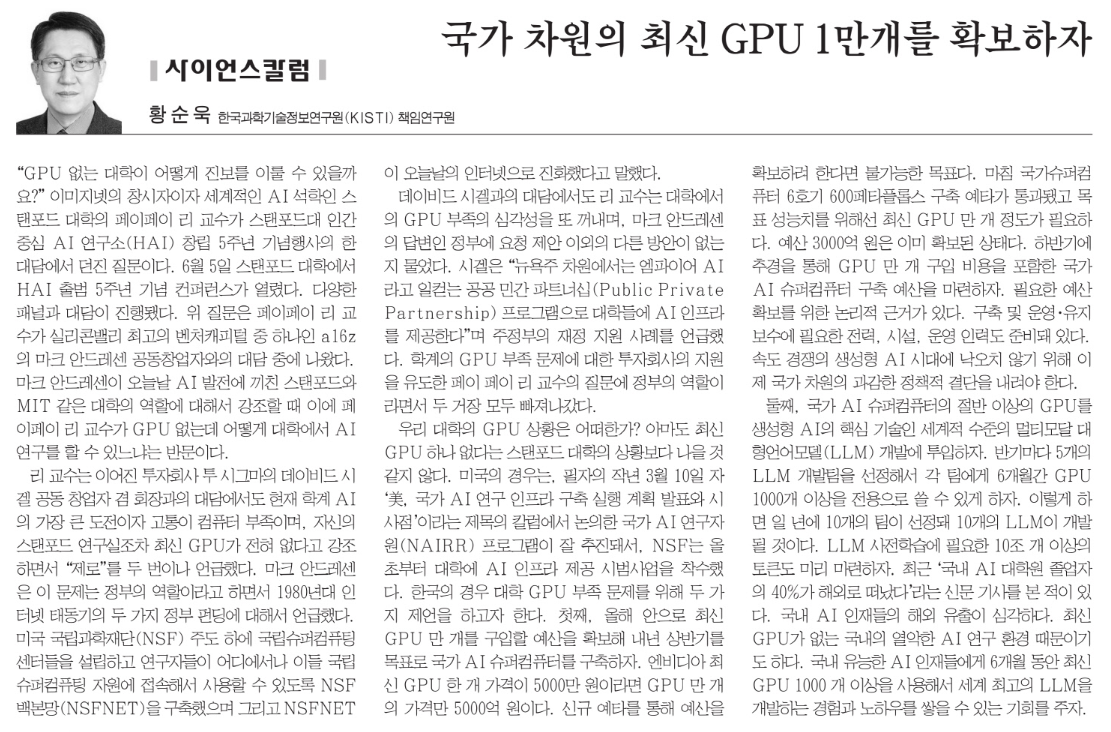 국가 차원의 최신 GPU 1만개를 확보하자
사이언스칼럼
황순욱 한국과학기술정보연구원(KISTI) 책임연구원
“GPU 없는 대학이 어떻게 진보를 이룰 수 있을까
요?” 이미지넷의 창시자이자 세계적인 AI 석학인 스
탠포드 대학의 페이페이 리 교수가 스탠포드대 인간
중심 AI 연구소(HAI) 창립 5주년 기념행사의 한
대담에서 던진 질문이다. 6월 5일 스탠포드 대학에서
HAI 출범 5주년 기념 컨퍼런스가 열렸다. 다양한
패널과 대담이 진행됐다. 위 질문은 페이페이 리 교
수가 실리콘밸리 최고의 벤처캐피털 중 하나인 a16z
의 마크 안드레센 공동창업자와의 대담 중에 나왔다.
마크 안드레센이 오늘날 AI 발전에 끼친 스탠포드와
MIT 같은 대학의 역할에 대해서 강조할 때 이에 페
이페이 리 교수가 GPU 없는데 어떻게 대학에서 AI
연구를 할 수 있느냐는 반문이다.
리 교수는 이어진 투자회사 투 시그마의 데이비드 시
겔 공동 창업자 겸 회장과의 대담에서도 현재 학계 AI
의 가장 큰 도전이자 고통이 컴퓨터 부족이며, 자신의
스탠포드 연구실조차 최신 GPU가 전혀 없다고 강조
하면서 “제로”를 두 번이나 언급했다. 마크 안드레센
은 이 문제는 정부의 역할이라고 하면서 1980년대 인
터넷 태동기의 두 가지 정부 펀딩에 대해서 언급했다.
미국 국립과학재단(NSF) 주도 하에 국립슈퍼컴퓨팅
센터들을 설립하고 연구자들이 어디에서나 이들 국립
슈퍼컴퓨팅 자원에 접속해서 사용할 수 있도록 NSF
백본망(NSFNET)을 구축했으며 그리고 NSFNET
이 오늘날의 인터넷으로 진화했다고 말했다.
데이비드 시겔과의 대담에서도 리 교수는 대학에서
의 GPU 부족의 심각성을 또 꺼내며, 마크 안드레센
의 답변인 정부에 요청 제안 이외의 다른 방안이 없는
지 물었다. 시겔은 “뉴욕주 차원에서는 엠파이어 AI
라고 일컫는 공공 민간 파트너십(Public Private
Partnership) 프로그램으로 대학들에 AI 인프라
를 제공한다”며 주정부의 재정 지원 사례를 언급했
다. 학계의 GPU 부족 문제에 대한 투자회사의 지원
을 유도한 페이 페이 리 교수의 질문에 정부의 역할이
라면서 두 거장 모두 빠져나갔다.
우리 대학의 GPU 상황은 어떠한가? 아마도 최신
GPU 하나 없다는 스탠포드 대학의 상황보다 나을 것
같지 않다. 미국의 경우는, 필자의 작년 3월 10일 자
‘美, 국가 AI 연구 인프라 구축 실행 계획 발표와 시
사점’이라는 제목의 칼럼에서 논의한 국가 AI 연구자
원(NAIRR) 프로그램이 잘 추진돼서, NSF는 올
초부터 대학에 AI 인프라 제공 시범사업을 착수했
다. 한국의 경우 대학 GPU 부족 문제를 위해 두 가
지 제언을 하고자 한다. 첫째, 올해 안으로 최신
GPU 만 개를 구입할 예산을 확보해 내년 상반기를
목표로 국가 AI 슈퍼컴퓨터를 구축하자. 엔비디아 최
신 GPU 한 개 가격이 5000만 원이라면 GPU 만 개
의 가격만 5000억 원이다. 신규 예타를 통해 예산을
확보하려 한다면 불가능한 목표다. 마침 국가슈퍼컴
퓨터 6호기 600페타플롭스 구축 예타가 통과됐고 목
표 성능치를 위해선 최신 GPU 만 개 정도가 필요하
다. 예산 3000억 원은 이미 확보된 상태다. 하반기에
추경을 통해 GPU 만 개 구입 비용을 포함한 국가
AI 슈퍼컴퓨터 구축 예산을 마련하자. 필요한 예산
확보를 위한 논리적 근거가 있다. 구축 및 운영·유지
보수에 필요한 전력, 시설, 운영 인력도 준비돼 있다.
속도 경쟁의 생성형 AI 시대에 낙오치 않기 위해 이
제 국가 차원의 과감한 정책적 결단을 내려야 한다.
둘째, 국가 AI 슈퍼컴퓨터의 절반 이상의 GPU를
생성형 AI의 핵심 기술인 세계적 수준의 멀티모달 대
형언어모델(LLM) 개발에 투입하자. 반기마다 5개의
LLM 개발팀을 선정해서 각 팀에게 6개월간 GPU
1000개 이상을 전용으로 쓸 수 있게 하자. 이렇게 하
면 일 년에 10개의 팀이 선정돼 10개의 LLM이 개발
될 것이다. LLM 사전학습에 필요한 10조 개 이상의
토큰도 미리 마련하자. 최근 ‘국내 AI 대학원 졸업자
의 40%가 해외로 떠났다’라는 신문 기사를 본 적이 있
다. 국내 AI 인재들의 해외 유출이 심각하다. 최신
GPU가 없는 국내의 열악한 AI 연구 환경 때문이기
도 하다. 국내 유능한 AI 인재들에게 6개월 동안 최신
GPU 1000 개 이상을 사용해서 세계 최고의 LLM을
개발하는 경험과 노하우를 쌓을 수 있는 기회를 주자.